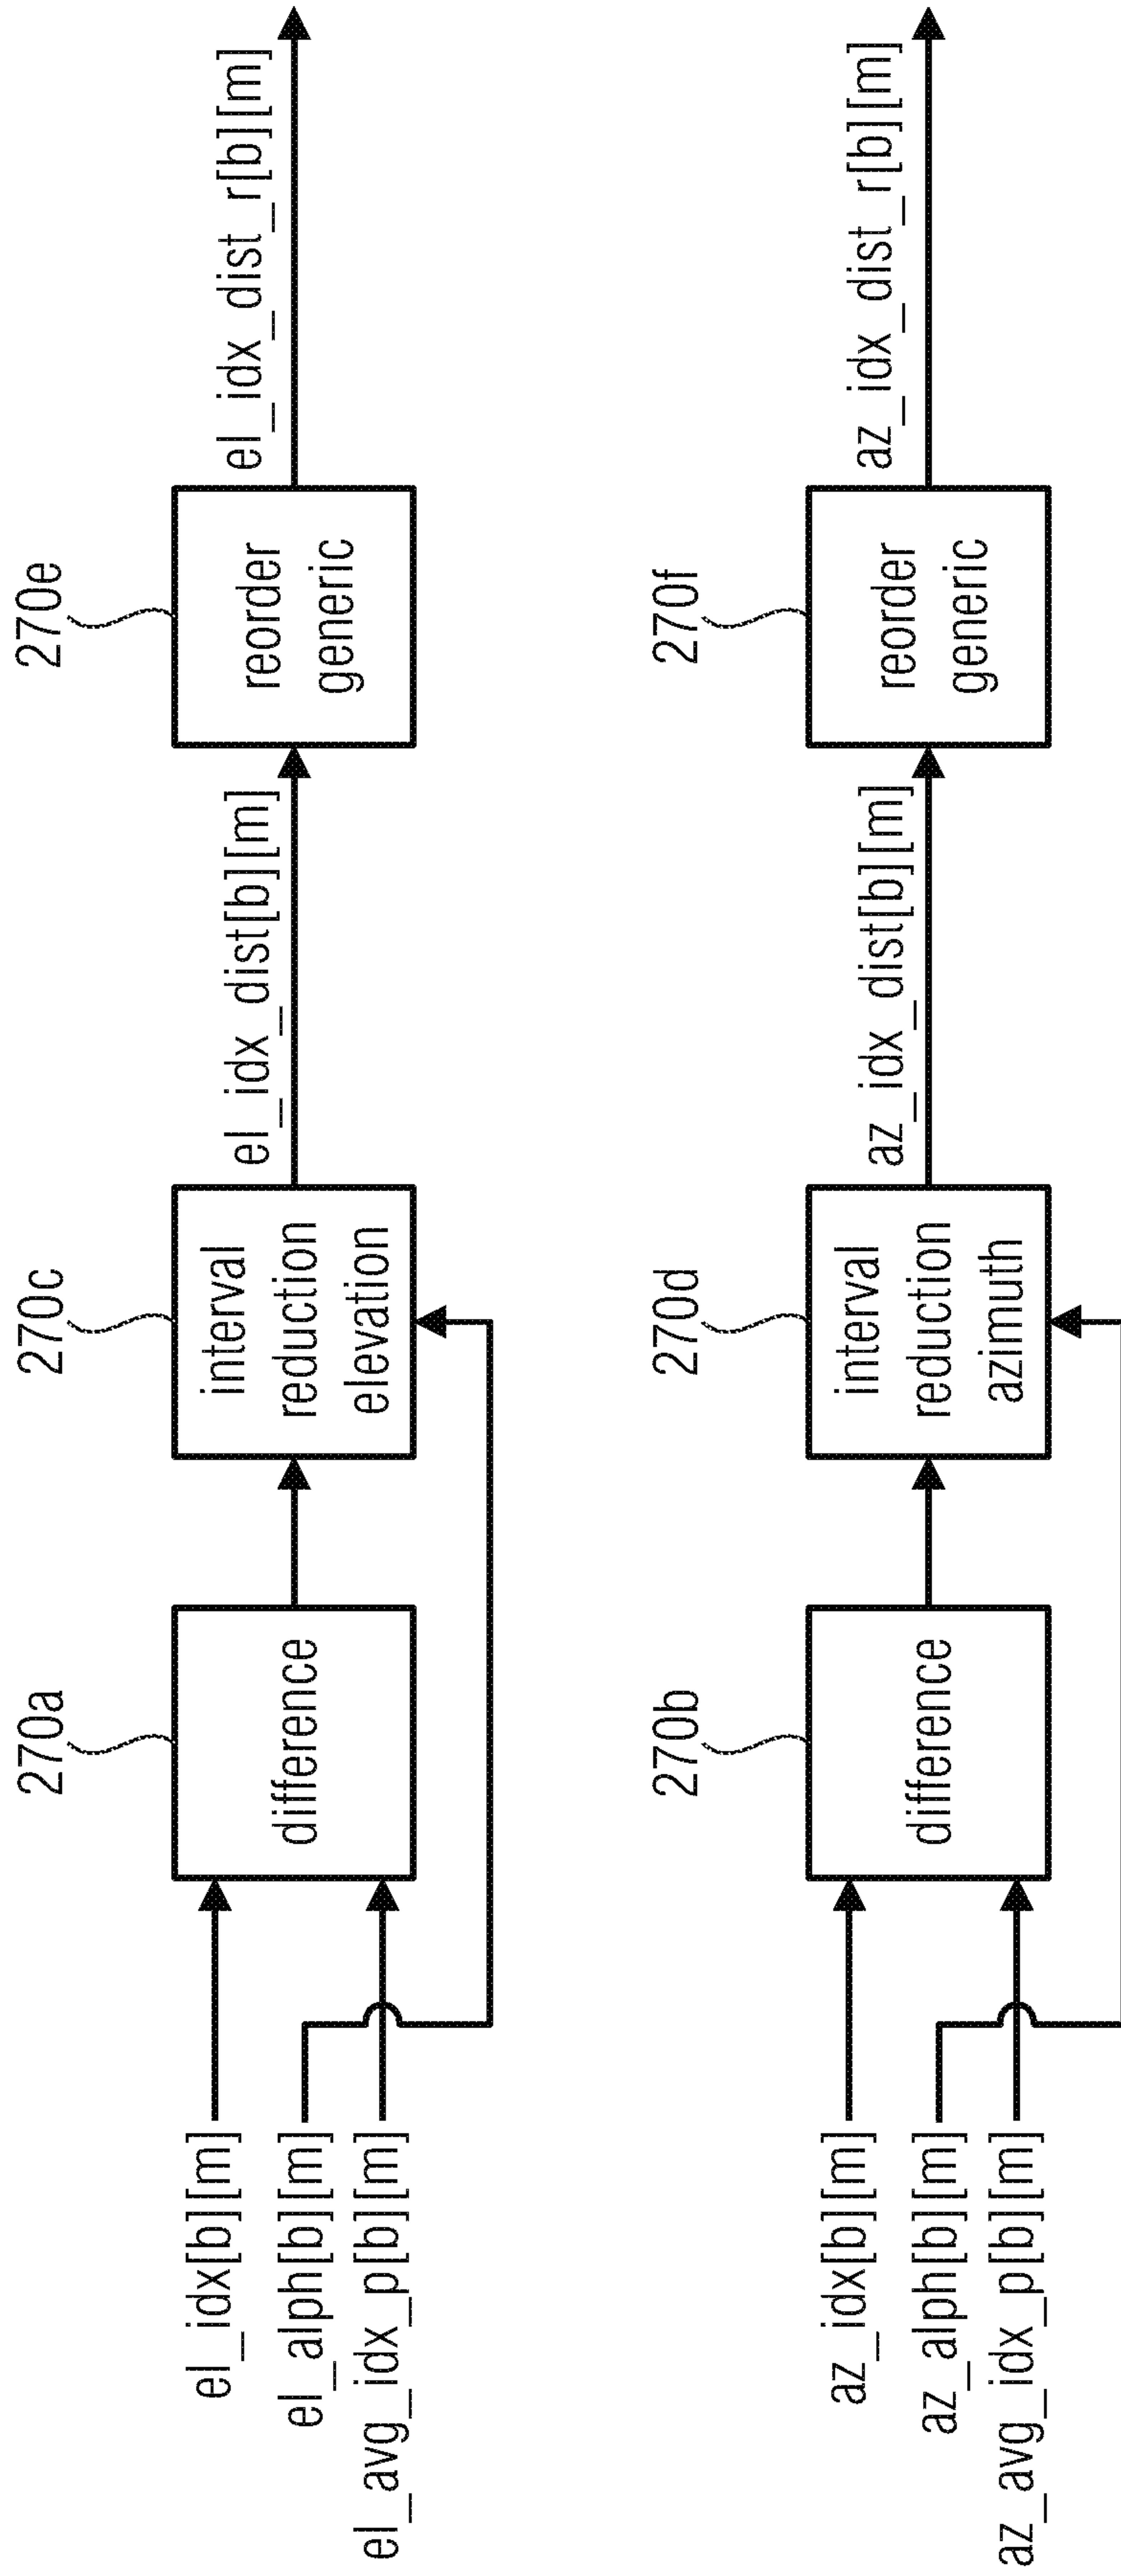 270a
270c
270e
el_idx[b][m]
el_alph[b][m]
el_avg_idx_p[b][m]
difference
interval
reduction
elevation
el_idx_dist[b][m]
reorder
generic
el_idx_dist_r[b][m]
270b
270d
270f
az_idx[b][m]
az_alph[b][m]
az_avg_idx_p[b][m]
difference
interval
reduction
azimuth
az_idx_dist[b][m]
reorder
generic
az_idx_dist_r[b][m]